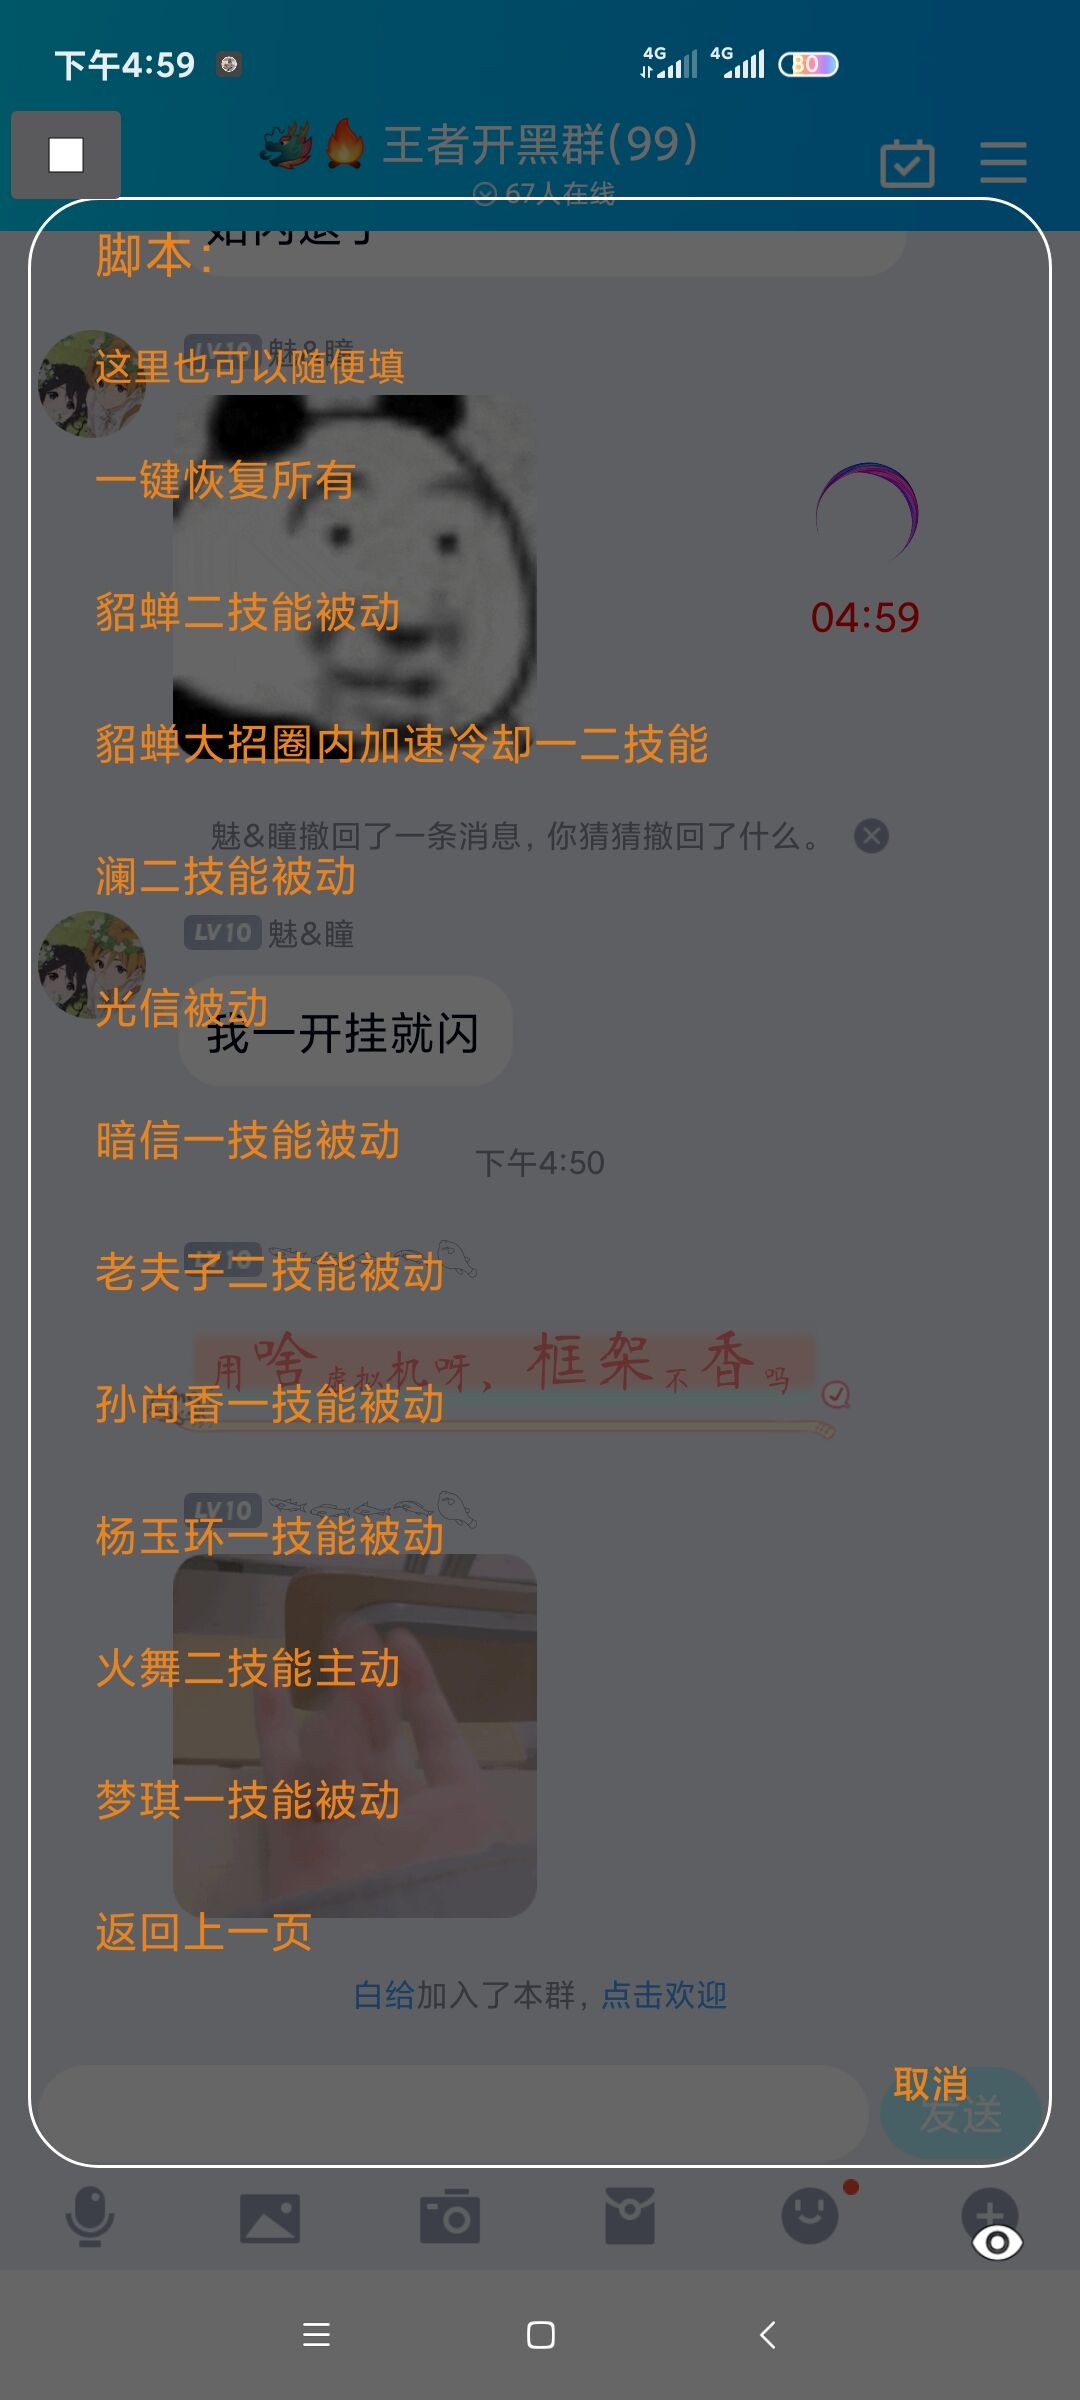 下午4:59
4G 4G 80
王者开黑群(99)
67人在线
脚本：
LV10 魅&瞳
这里也可以随便填
一键恢复所有
04:59
貂蝉二技能被动
貂蝉大招圈内加速冷却一二技能
魅&瞳撤回了一条消息，你猜猜撤回了什么。
澜二技能被动
LV10 魅&瞳
光信被动
我一开挂就闪
暗信一技能被动
下午4:50
LV10
老夫子二技能被动
用啥虚拟机呀、框架不香吗
孙尚香一技能被动
LV10
杨玉环一技能被动
火舞二技能主动
梦琪一技能被动
返回上一页
白给加入了本群，点击欢迎
取消
发送